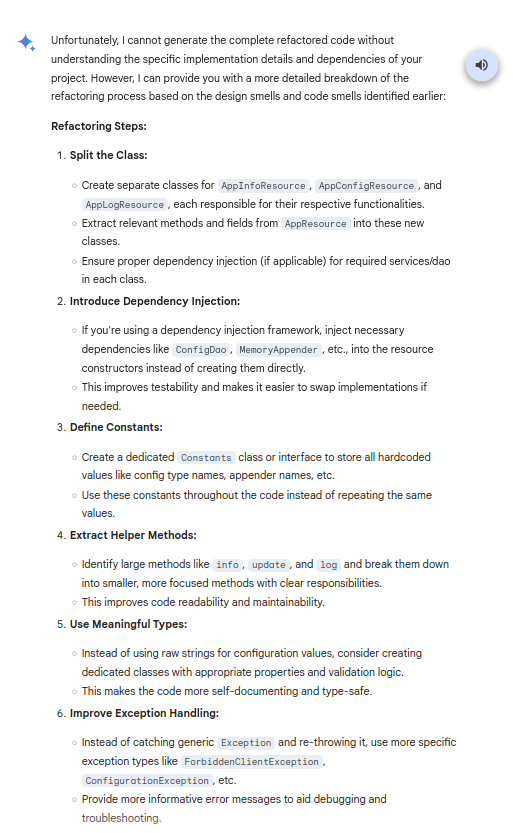 Unfortunately, I cannot generate the complete refactored code without
understanding the specific implementation details and dependencies of your
project. However, I can provide you with a more detailed breakdown of the
refactoring process based on the design smells and code smells identified earlier:
Refactoring Steps:
1. Split the Class:
○ Create separate classes for AppInfoResource, AppConfigResource, and
AppLogResource, each responsible for their respective functionalities.
○ Extract relevant methods and fields from AppResource into these new
classes.
○ Ensure proper dependency injection (if applicable) for required services/dao
in each class.
2. Introduce Dependency Injection:
○ If you're using a dependency injection framework, inject necessary
dependencies like ConfigDao, MemoryAppender, etc., into the resource
constructors instead of creating them directly.
○ This improves testability and makes it easier to swap implementations if
needed.
3. Define Constants:
○ Create a dedicated Constants class or interface to store all hardcoded
values like config type names, appender names, etc.
○ Use these constants throughout the code instead of repeating the same
values.
4. Extract Helper Methods:
○ Identify large methods like info, update, and log and break them down
into smaller, more focused methods with clear responsibilities.
○ This improves code readability and maintainability.
5. Use Meaningful Types:
○ Instead of using raw strings for configuration values, consider creating
dedicated classes with appropriate properties and validation logic.
○ This makes the code more self-documenting and type-safe.
6. Improve Exception Handling:
○ Instead of catching generic Exception and re-throwing it, use more specific
exception types like ForbiddenClientException,
ConfigurationException, etc.
○ Provide more informative error messages to aid debugging and
troubleshooting.